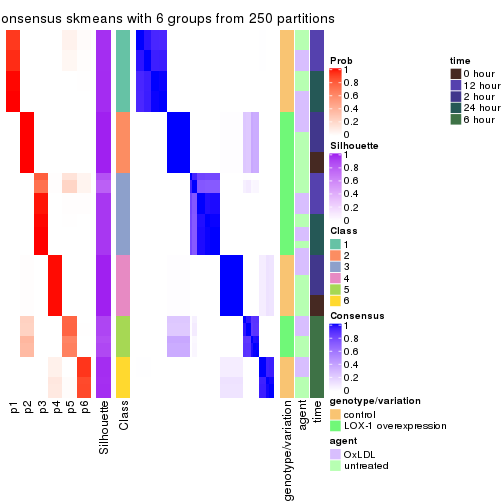 onsensus skmeans with 6 groups from 250 partitions
Prob
1
0.8
0.6
0.4
0.2
0
time
0 hour
12 hour
2 hour
24 hour
6 hour
Silhouette
1
0.8
0.6
0.4
0.2
0
Class
1
2
3
4
5
6
Consensus
1
0.8
0.6
0.4
0.2
0
genotype/variation
control
LOX-1 overexpression
agent
OxLDL
untreated
p1
p2
p3
p4
p5
p6
Silhouette
Class
genotype/variation
agent
time